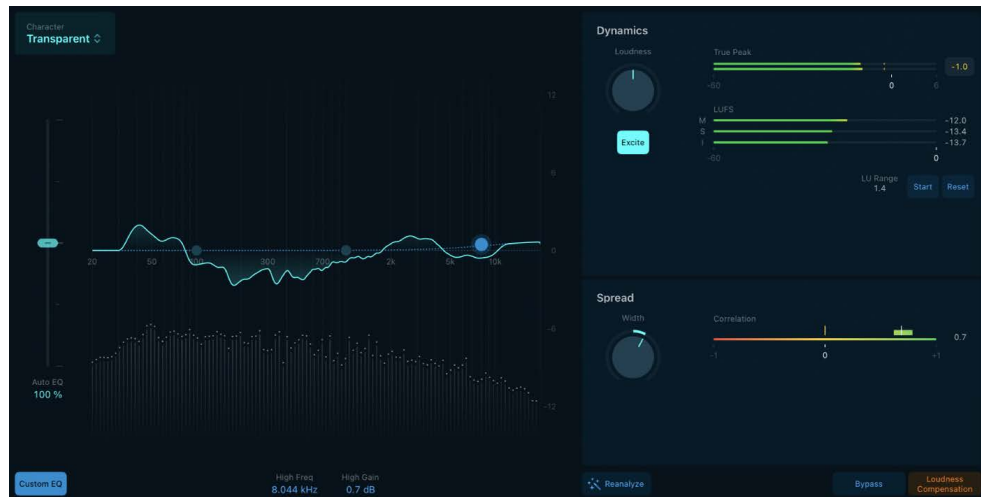 Character
Transparent
Dynamics
Loudness
True Peak
-1.0
-60
0
6
Excite
LUFS
M
-12.0
S
-13.4
I
-13.7
-60
0
LU Range
1.4
Start
Reset
12
6
0
-6
-12
20
50
100
300
700
2k
5k
10k
Auto EQ
100 %
Spread
Width
Correlation
0.7
-1
0
+1
Custom EQ
High Freq
High Gain
8.044 kHz
0.7 dB
Reanalyze
Bypass
Loudness
Compensation